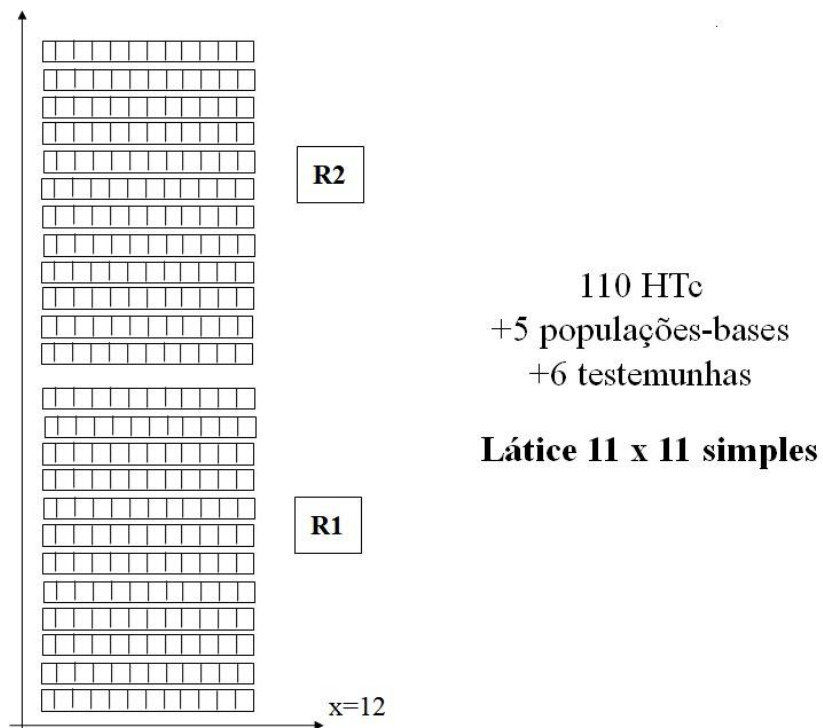 R2
110 HTc
+5 populações-bases
+6 testemunhas
Látice 11 x 11 simples
R1
x=12